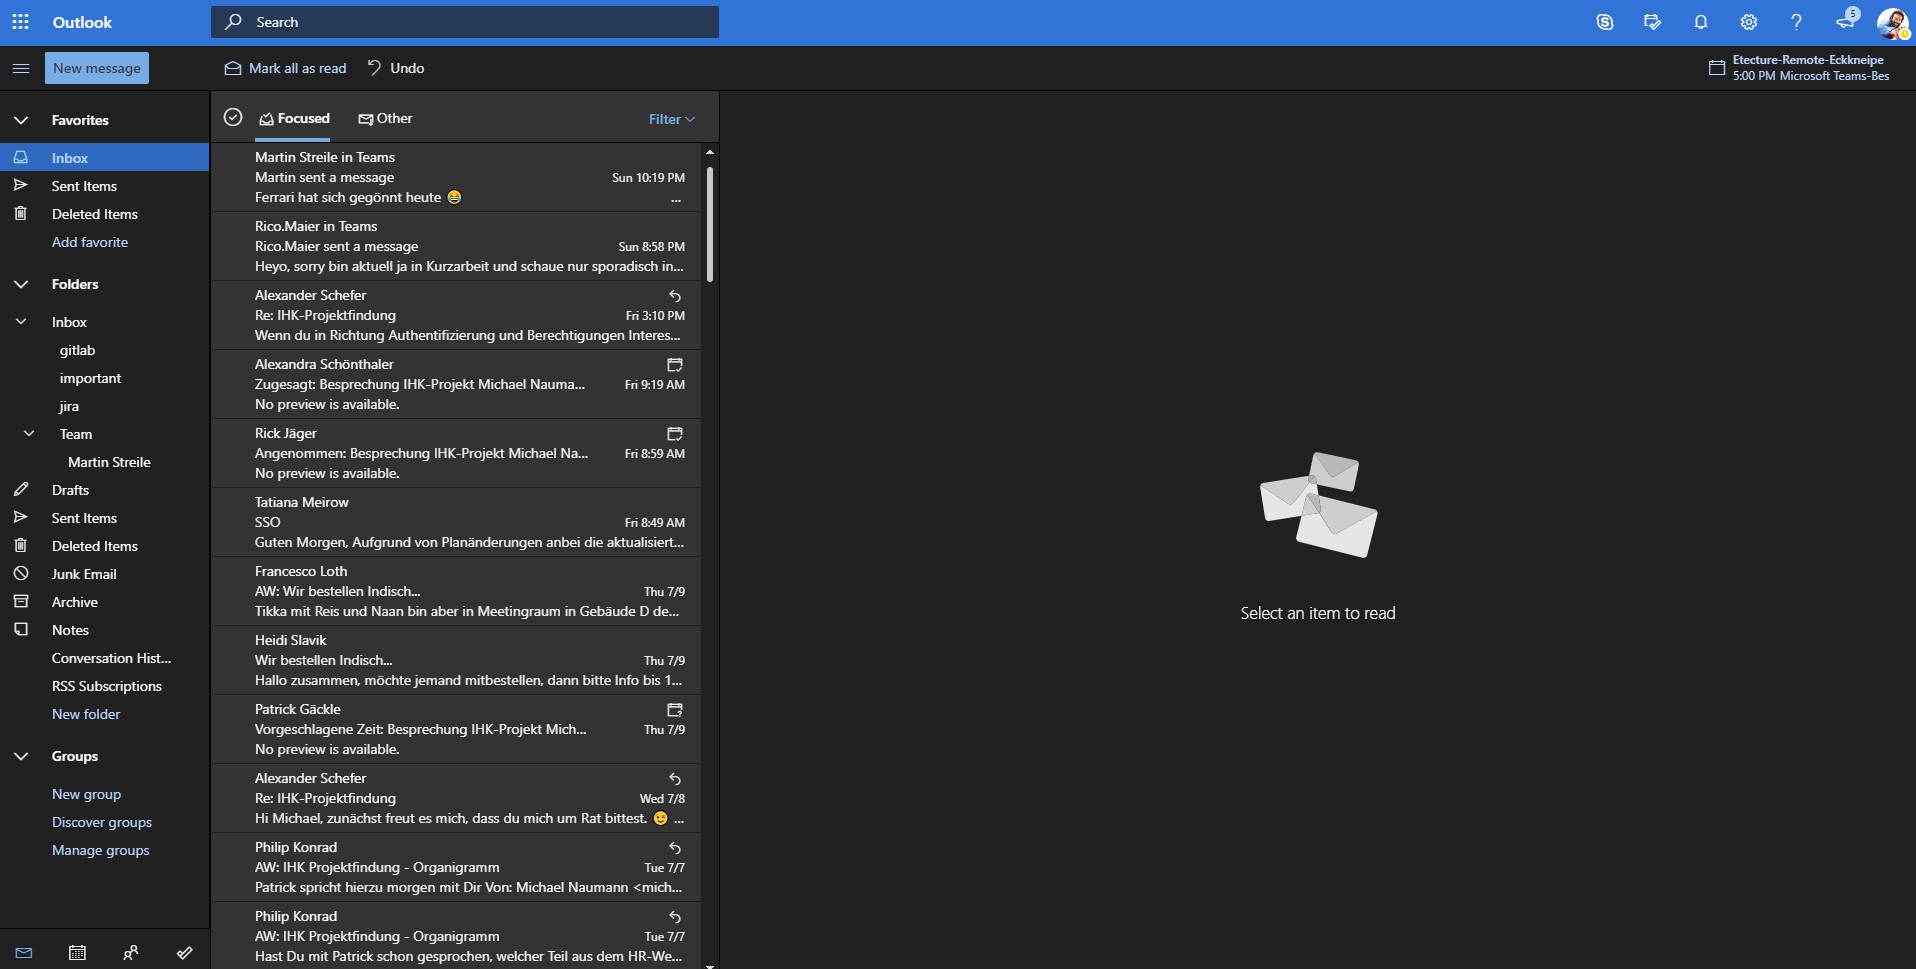 Outlook
Search
5
New message
Mark all as read
Undo
Etecture-Remote-Eckkneipe
5:00 PM Microsoft Teams-Bes
Favorites
Inbox
Sent Items
Deleted Items
Add favorite
Folders
Inbox
gitlab
important
jira
Team
Martin Streile
Drafts
Sent Items
Deleted Items
Junk Email
Archive
Notes
Conversation Hist...
RSS Subscriptions
New folder
Groups
New group
Discover groups
Manage groups
Focused
Other
Filter
Martin Streile in Teams
Martin sent a message Sun 10:19 PM
Ferrari hat sich gegönnt heute 😂 ...
Rico.Maier in Teams
Rico.Maier sent a message Sun 8:58 PM
Heyo, sorry bin aktuell ja in Kurzarbeit und schaue nur sporadisch in...
Alexander Schefer
Re: IHK-Projektfindung Fri 3:10 PM
Wenn du in Richtung Authentifizierung und Berechtigungen Interes...
Alexandra Schönthaler
Zugesagt: Besprechung IHK-Projekt Michael Nauma... Fri 9:19 AM
No preview is available.
Rick Jäger
Angenommen: Besprechung IHK-Projekt Michael Na... Fri 8:59 AM
No preview is available.
Tatiana Meirow
SSO Fri 8:49 AM
Guten Morgen, Aufgrund von Planänderungen anbei die aktualisiert...
Francesco Loth
AW: Wir bestellen Indisch... Thu 7/9
Tikka mit Reis und Naan bin aber in Meetingraum in Gebäude D de...
Heidi Slavik
Wir bestellen Indisch... Thu 7/9
Hallo zusammen, möchte jemand mitbestellen, dann bitte Info bis 1...
Patrick Gäckle
Vorgeschlagene Zeit: Besprechung IHK-Projekt Mich... Thu 7/9
No preview is available.
Alexander Schefer
Re: IHK-Projektfindung Wed 7/8
Hi Michael, zunächst freut es mich, dass du mich um Rat bittest. 😉 ...
Philip Konrad
AW: IHK Projektfindung - Organigramm Tue 7/7
Patrick spricht hierzu morgen mit Dir Von: Michael Naumann <mich...
Philip Konrad
AW: IHK Projektfindung - Organigramm Tue 7/7
Hast Du mit Patrick schon gesprochen, welcher Teil aus dem HR-We...
Select an item to read